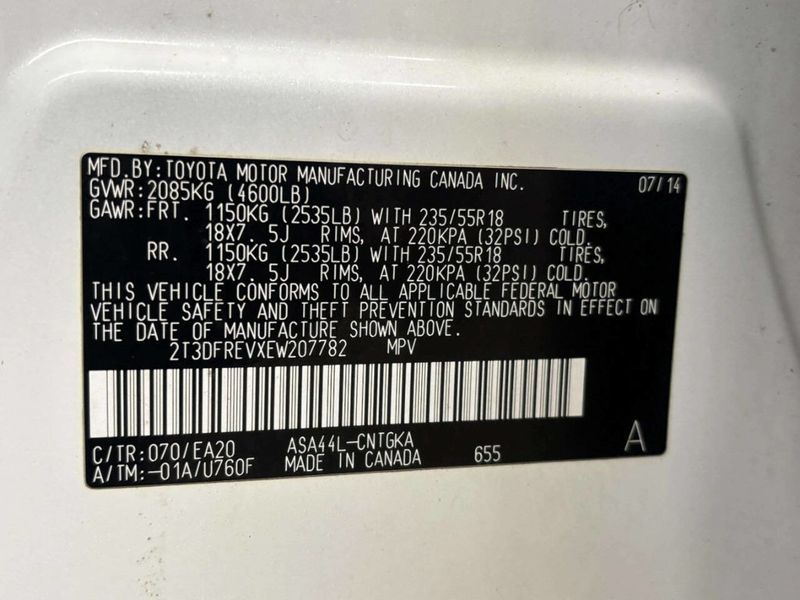 MFD.BY:TOYOTA MOTOR MANUFACTURING CANADA INC. 07/14
GVWR:2085KG (4600LB)
GAWR:FRT. 1150KG (2535LB) WITH 235/55R18 TIRES,
18X7. 5J RIMS, AT 220KPA (32PSI) COLD.
RR. 1150KG (2535LB) WITH 235/55R18 TIRES,
18X7. 5J RIMS, AT 220KPA (32PSI) COLD.
THIS VEHICLE CONFORMS TO ALL APPLICABLE FEDERAL MOTOR
VEHICLE SAFETY AND THEFT PREVENTION STANDARDS IN EFFECT ON
THE DATE OF MANUFACTURE SHOWN ABOVE.
2T3DFREVXEW207782 MPV
C/TR:070/EA20 ASA44L-CNTGKA
A/TM:-01A/U760F MADE IN CANADA 655 A